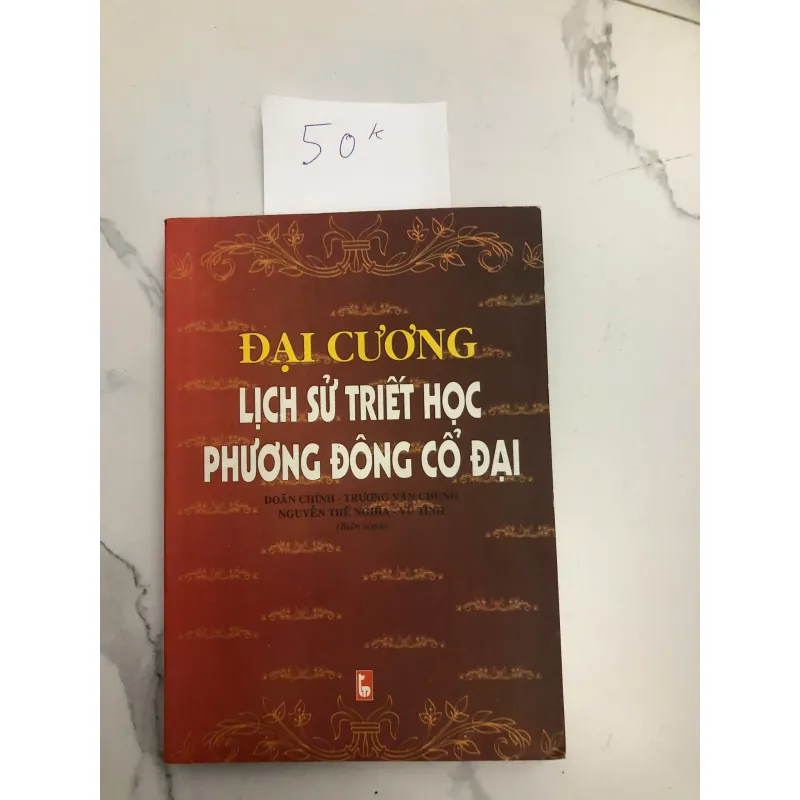 50k
ĐẠI CƯƠNG
LỊCH SỬ TRIẾT HỌC
PHƯƠNG ĐÔNG CỔ ĐẠI
DOÃN CHÍNH - TRƯƠNG VĂN CHUNG
NGUYỄN THẾ NGHĨA - VŨ TÌNH
(Biên soạn)